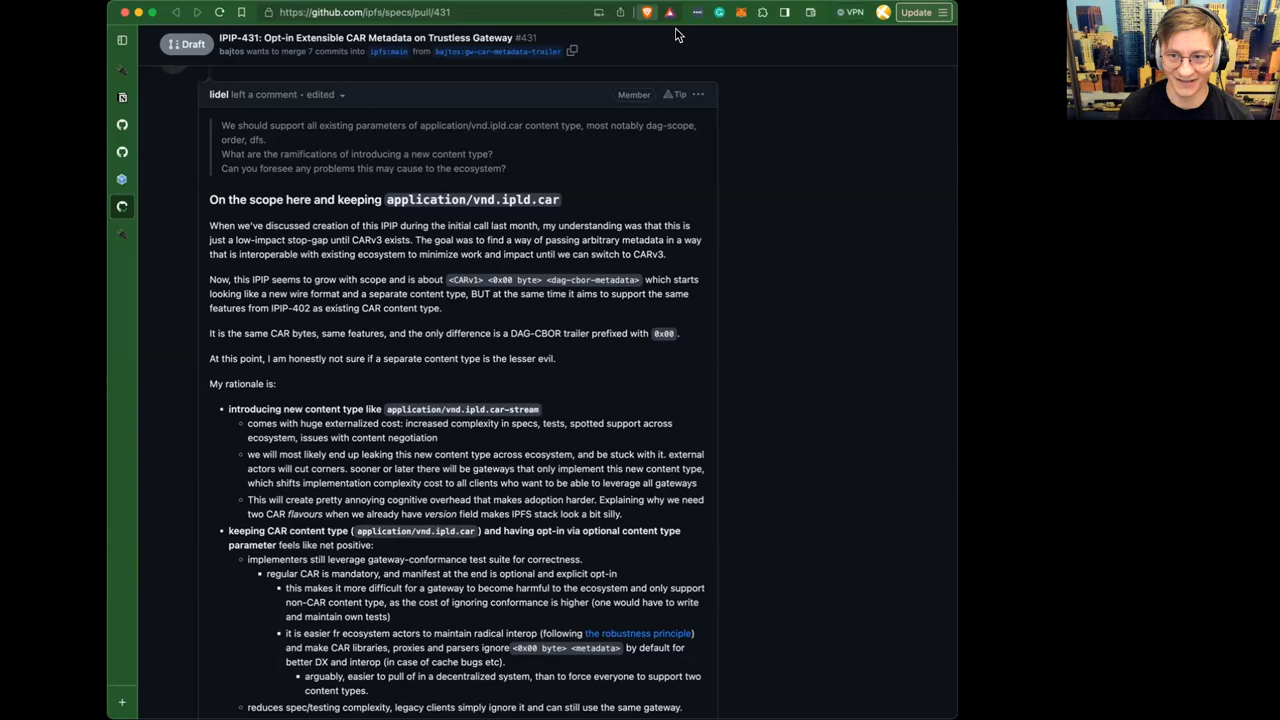 https://github.com/ipfs/specs/pull/431
VPN
Update
Draft
IPIP-431: Opt-in Extensible CAR Metadata on Trustless Gateway #431
bajtos wants to merge 7 commits into ipfs:main from bajtos:gw-car-metadata-trailer
lidel left a comment • edited
Member
Tip
We should support all existing parameters of application/vnd.ipld.car content type, most notably dag-scope,
order, dfs.
What are the ramifications of introducing a new content type?
Can you foresee any problems this may cause to the ecosystem?
On the scope here and keeping application/vnd.ipld.car
When we've discussed creation of this IPIP during the initial call last month, my understanding was that this is
just a low-impact stop-gap until CARv3 exists. The goal was to find a way of passing arbitrary metadata in a way
that is interoperable with existing ecosystem to minimize work and impact until we can switch to CARv3.
Now, this IPIP seems to grow with scope and is about <CARv1> <0x00 byte> <dag-cbor-metadata> which starts
looking like a new wire format and a separate content type, BUT at the same time it aims to support the same
features from IPIP-402 as existing CAR content type.
It is the same CAR bytes, same features, and the only difference is a DAG-CBOR trailer prefixed with 0x00.
At this point, I am honestly not sure if a separate content type is the lesser evil.
My rationale is:
• introducing new content type like application/vnd.ipld.car-stream
comes with huge externalized cost: increased complexity in specs, tests, spotted support across
ecosystem, issues with content negotiation
we will most likely end up leaking this new content type across ecosystem, and be stuck with it. external
actors will cut corners. sooner or later there will be gateways that only implement this new content type,
which shifts implementation complexity cost to all clients who want to be able to leverage all gateways
This will create pretty annoying cognitive overhead that makes adoption harder. Explaining why we need
two CAR flavours when we already have version field makes IPFS stack look a bit silly.
• keeping CAR content type (application/vnd.ipld.car) and having opt-in via optional content type
parameter feels like net positive:
implementers still leverage gateway-conformance test suite for correctness.
regular CAR is mandatory, and manifest at the end is optional and explicit opt-in
this makes it more difficult for a gateway to become harmful to the ecosystem and only support
non-CAR content type, as the cost of ignoring conformance is higher (one would have to write
and maintain own tests)
it is easier fr ecosystem actors to maintain radical interop (following the robustness principle)
and make CAR libraries, proxies and parsers ignore <0x00 byte> <metadata> by default for
better DX and interop (in case of cache bugs etc).
arguably, easier to pull of in a decentralized system, than to force everyone to support two
content types.
reduces spec/testing complexity, legacy clients simply ignore it and can still use the same gateway.